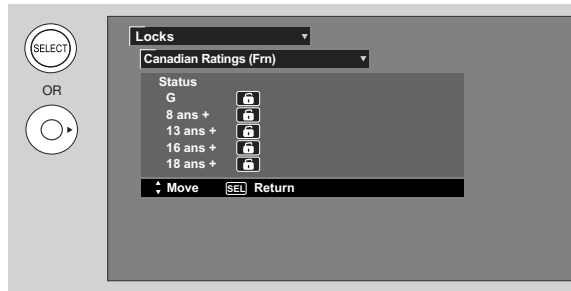 SELECT
OR
Locks
Canadian Ratings (Frn)
Status
G
8 ans +
13 ans +
16 ans +
18 ans +
Move SEL Return